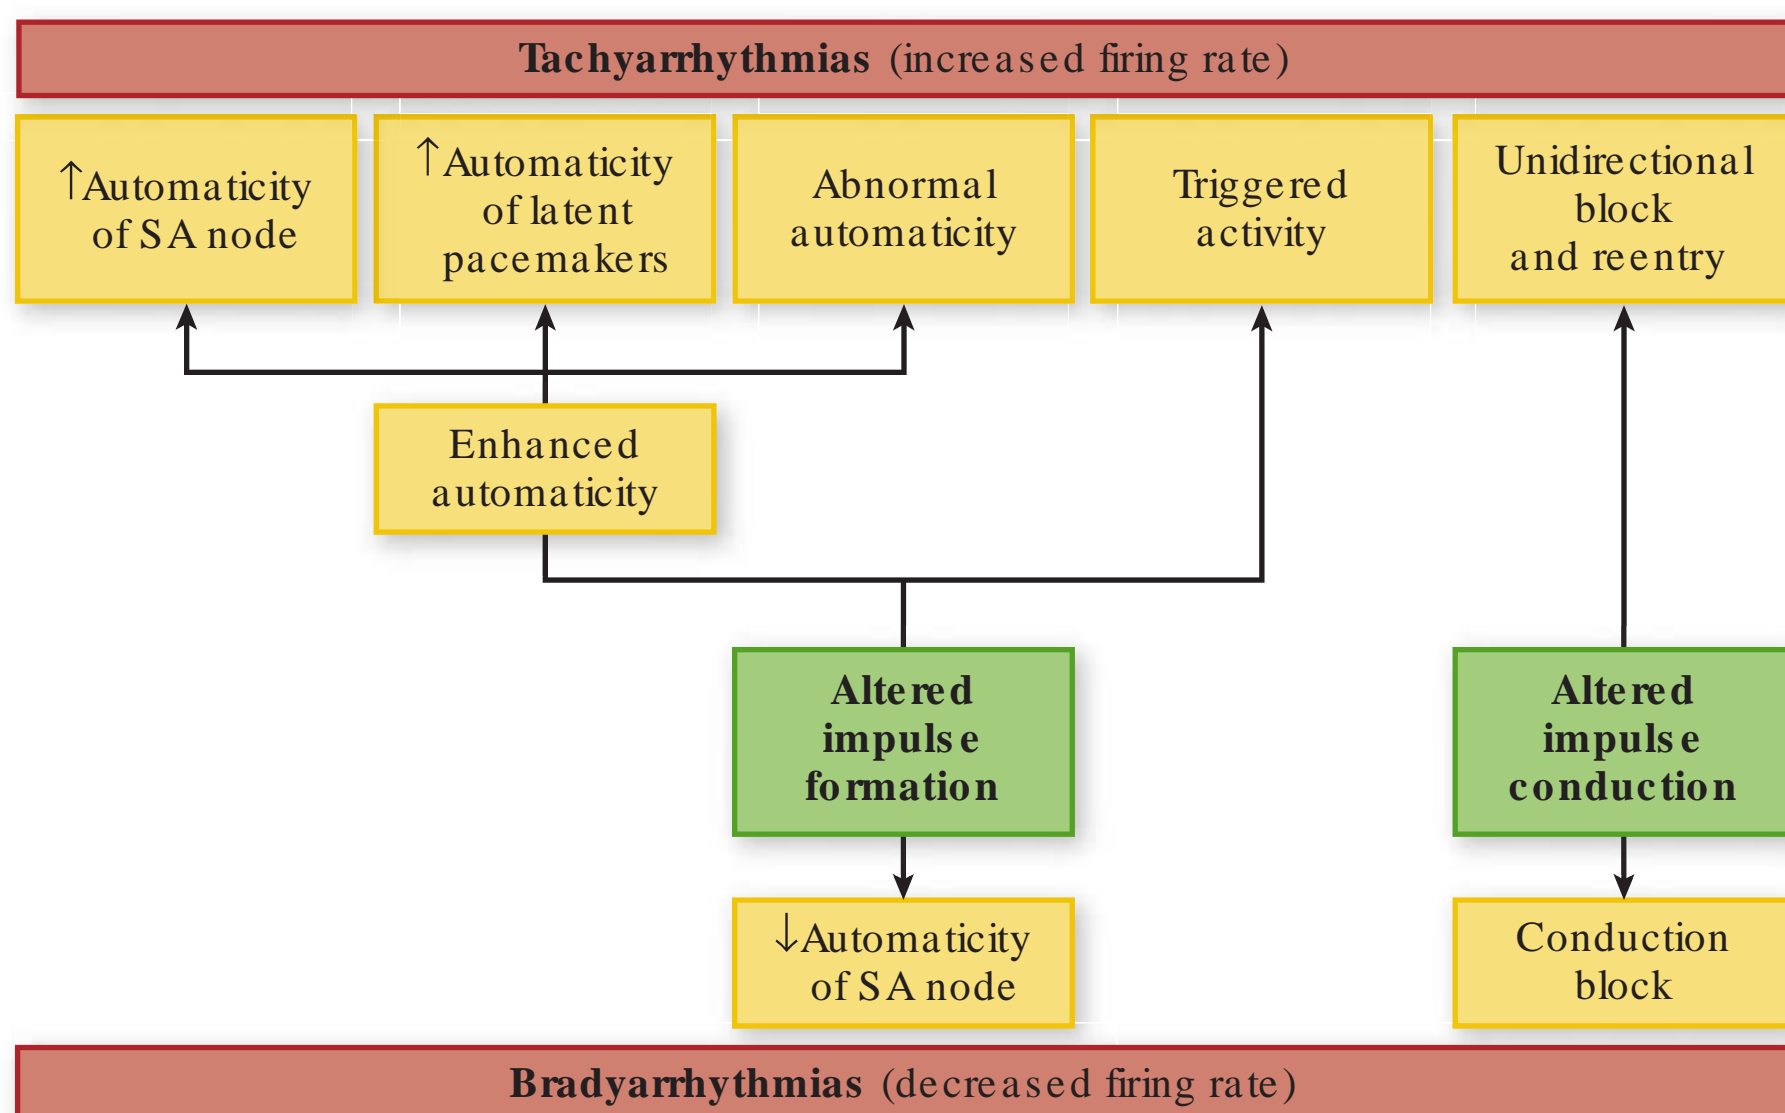 Tachyarrhythmias (increased firing rate)
↑Automaticity
of SA node
↑Automaticity
of latent
pacemakers
Abnormal
automaticity
Triggered
activity
Unidirectional
block
and reentry
Enhanced
automaticity
Altered
impulse
formation
Altered
impulse
conduction
↓Automaticity
of SA node
Conduction
block
Bradyarrhythmias (decreased firing rate)